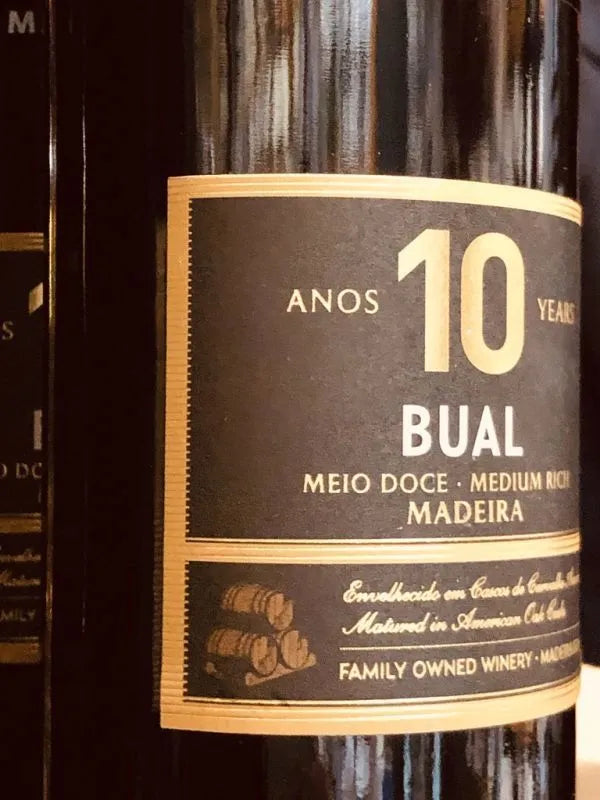 M
ANOS 10 YEARS
BUAL
MEIO DOCE · MEDIUM RICH
MADEIRA
Envelhecido em Cascos de Carvalho
Matured in American Oak Casks
FAMILY OWNED WINERY · MADEIRA